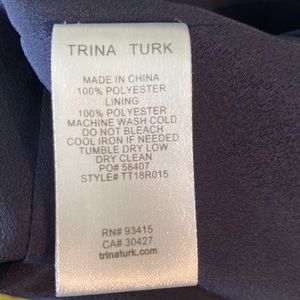 TRINA TURK
MADE IN CHINA
100% POLYESTER
LINING
100% POLYESTER
MACHINE WASH COLD
DO NOT BLEACH
COOL IRON IF NEEDED
TUMBLE DRY LOW
DRY CLEAN
PO# 58407
STYLE# TT18R015
RN# 93415
CA# 30427
trinaturk.com